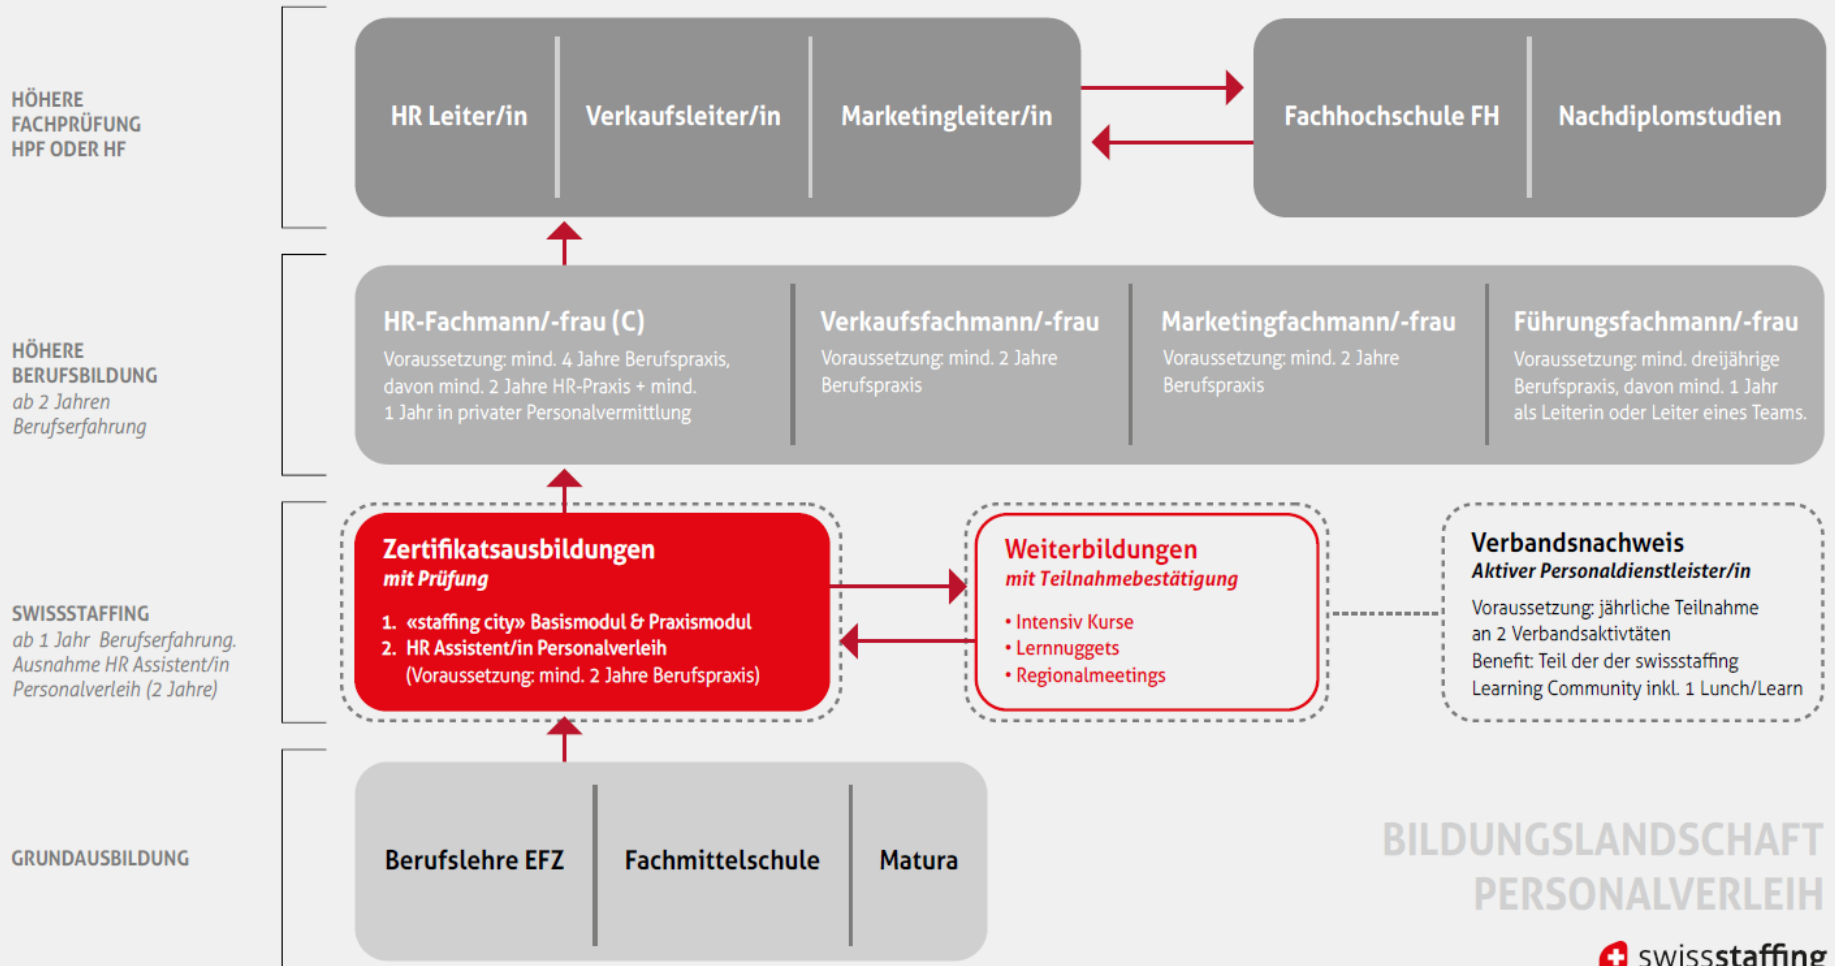 HÖHERE
FACHPRÜFUNG
HPF ODER HF
HR Leiter/in
Verkaufsleiter/in
Marketingleiter/in
Fachhochschule FH
Nachdiplomstudien
HÖHERE
BERUFSBILDUNG
ab 2 Jahren
Berufserfahrung
HR-Fachmann/-frau (C)
Voraussetzung: mind. 4 Jahre Berufspraxis,
davon mind. 2 Jahre HR-Praxis + mind.
1 Jahr in privater Personalvermittlung
Verkaufsfachmann/-frau
Voraussetzung: mind. 2 Jahre
Berufspraxis
Marketingfachmann/-frau
Voraussetzung: mind. 2 Jahre
Berufspraxis
Führungsfachmann/-frau
Voraussetzung: mind. dreijährige
Berufspraxis, davon mind. 1 Jahr
als Leiterin oder Leiter eines Teams.
SWISSSTAFFING
ab 1 Jahr Berufserfahrung.
Ausnahme HR Assistent/in
Personalverleih (2 Jahre)
Zertifikatsausbildungen
mit Prüfung
1. «staffing city» Basismodul & Praxismodul
2. HR Assistent/in Personalverleih
(Voraussetzung: mind. 2 Jahre Berufspraxis)
Weiterbildungen
mit Teilnahmebestätigung
• Intensiv Kurse
• Lernnuggets
• Regionalmeetings
Verbandsnachweis
Aktiver Personaldienstleister/in
Voraussetzung: jährliche Teilnahme
an 2 Verbandsaktivtäten
Benefit: Teil der der swissstaffing
Learning Community inkl. 1 Lunch/Learn
GRUNDAUSBILDUNG
Berufslehre EFZ
Fachmittelschule
Matura
BILDUNGSLANDSCHAFT
PERSONALVERLEIH
swissstaffing